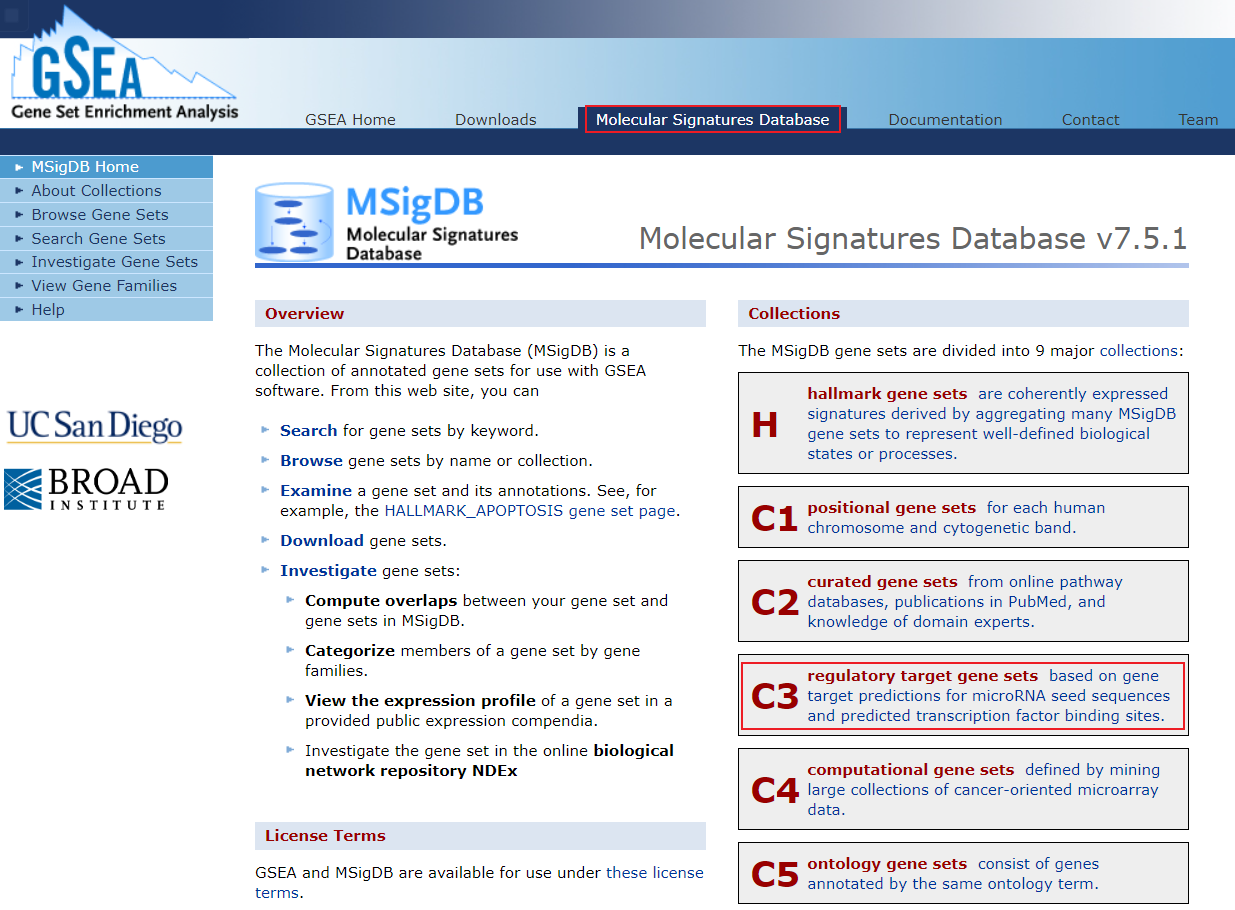 GSEA
Gene Set Enrichment Analysis
GSEA Home
Downloads
Molecular Signatures Database
Documentation
Contact
Team
MSigDB Home
About Collections
Browse Gene Sets
Search Gene Sets
Investigate Gene Sets
View Gene Families
Help
UC San Diego
BROAD
INSTITUTE
MSigDB
Molecular Signatures
Database
Molecular Signatures Database v7.5.1
Overview
The Molecular Signatures Database (MSigDB) is a
collection of annotated gene sets for use with GSEA
software. From this web site, you can
Search for gene sets by keyword.
Browse gene sets by name or collection.
Examine a gene set and its annotations. See, for
example, the HALLMARK_APOPTOSIS gene set page.
Download gene sets.
Investigate gene sets:
Compute overlaps between your gene set and
gene sets in MSigDB.
Categorize members of a gene set by gene
families.
View the expression profile of a gene set in a
provided public expression compendia.
Investigate the gene set in the online biological
network repository NDEx
License Terms
GSEA and MSigDB are available for use under these license
terms.
Collections
The MSigDB gene sets are divided into 9 major collections:
H
hallmark gene sets are coherently expressed
signatures derived by aggregating many MSigDB
gene sets to represent well-defined biological
states or processes.
C1
positional gene sets for each human
chromosome and cytogenetic band.
C2
curated gene sets from online pathway
databases, publications in PubMed, and
knowledge of domain experts.
C3
regulatory target gene sets based on gene
target predictions for microRNA seed sequences
and predicted transcription factor binding sites.
C4
computational gene sets defined by mining
large collections of cancer-oriented microarray
data.
C5
ontology gene sets consist of genes
annotated by the same ontology term.